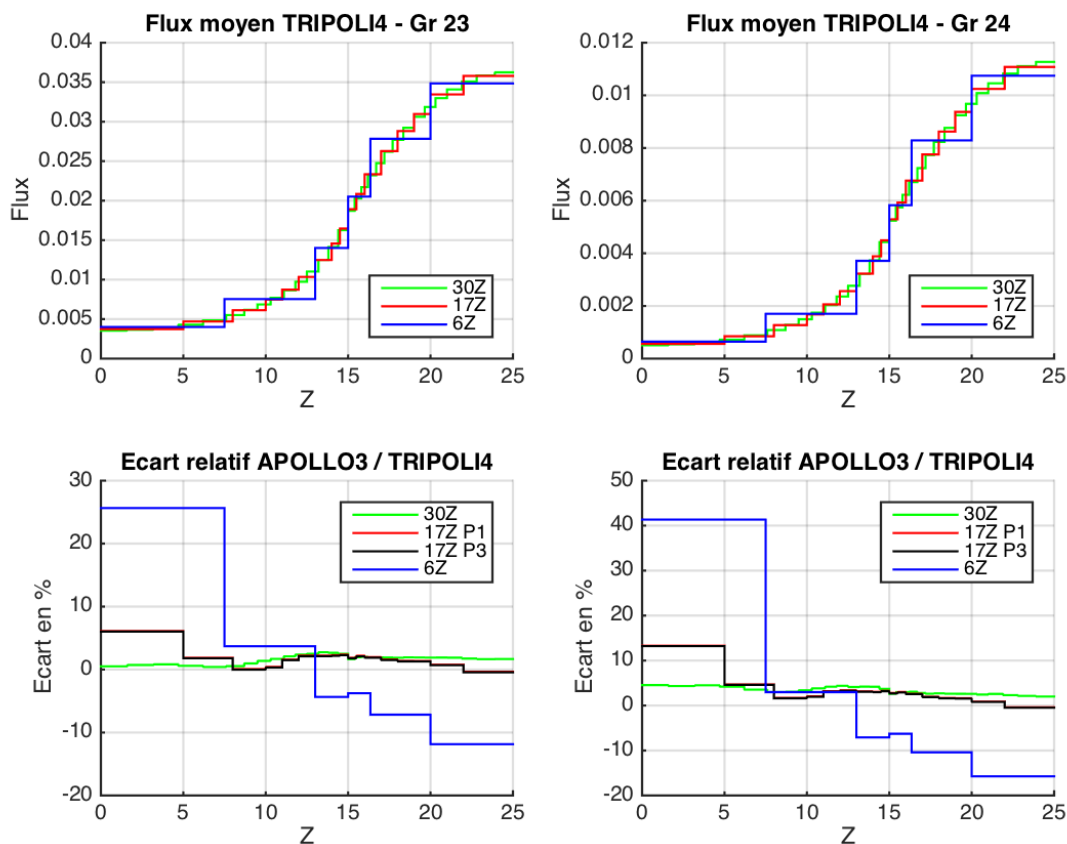 Flux moyen TRIPOLI4 - Gr 23
0.04
0.035
0.03
0.025
0.02
0.015
0.01
0.005
0
Flux
30Z
17Z
6Z
0 5 10 15 20 25
Z
Flux moyen TRIPOLI4 - Gr 24
0.012
0.01
0.008
0.006
0.004
0.002
0
Flux
30Z
17Z
6Z
0 5 10 15 20 25
Z
Ecart relatif APOLLO3 / TRIPOLI4
30
20
10
0
-10
-20
Ecart en %
30Z
17Z P1
17Z P3
6Z
0 5 10 15 20 25
Z
Ecart relatif APOLLO3 / TRIPOLI4
50
40
30
20
10
0
-10
-20
Ecart en %
30Z
17Z P1
17Z P3
6Z
0 5 10 15 20 25
Z